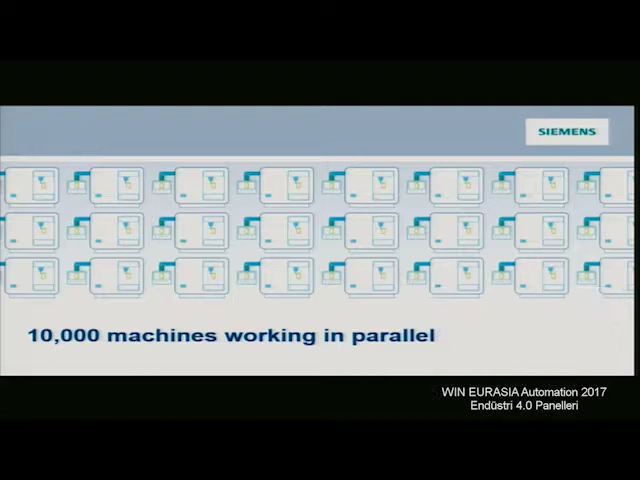 SIEMENS
10,000 machines working in parallel
WIN EURASIA Automation 2017
Endüstri 4.0 Panelleri